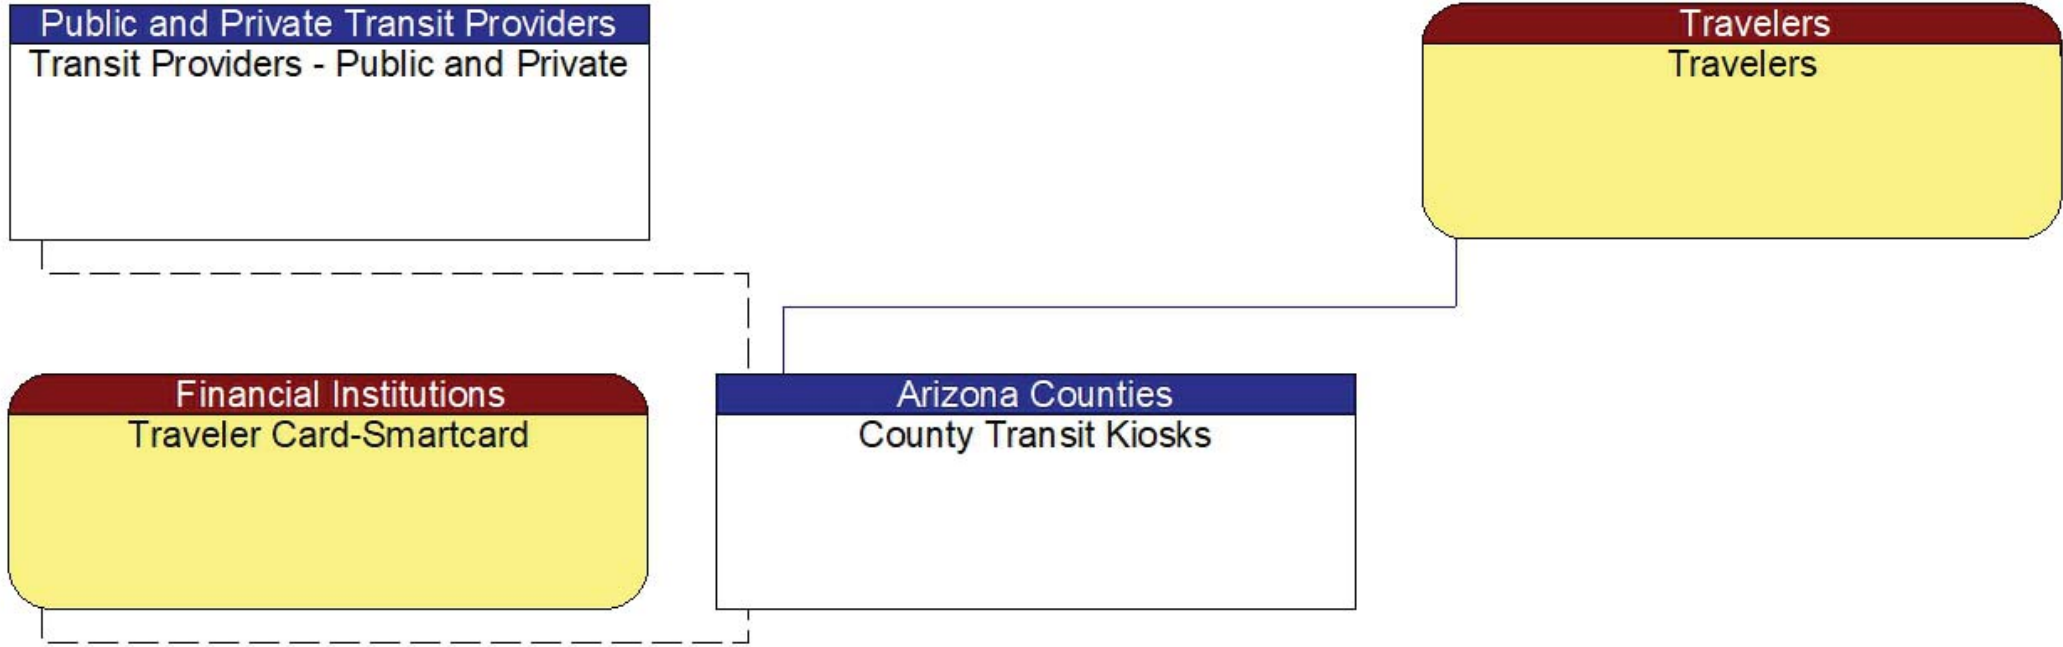 Public and Private Transit Providers
Transit Providers - Public and Private
Travelers
Travelers
Financial Institutions
Traveler Card-Smartcard
Arizona Counties
County Transit Kiosks